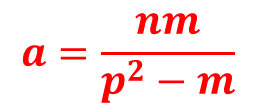 a = nm / (p² − m)